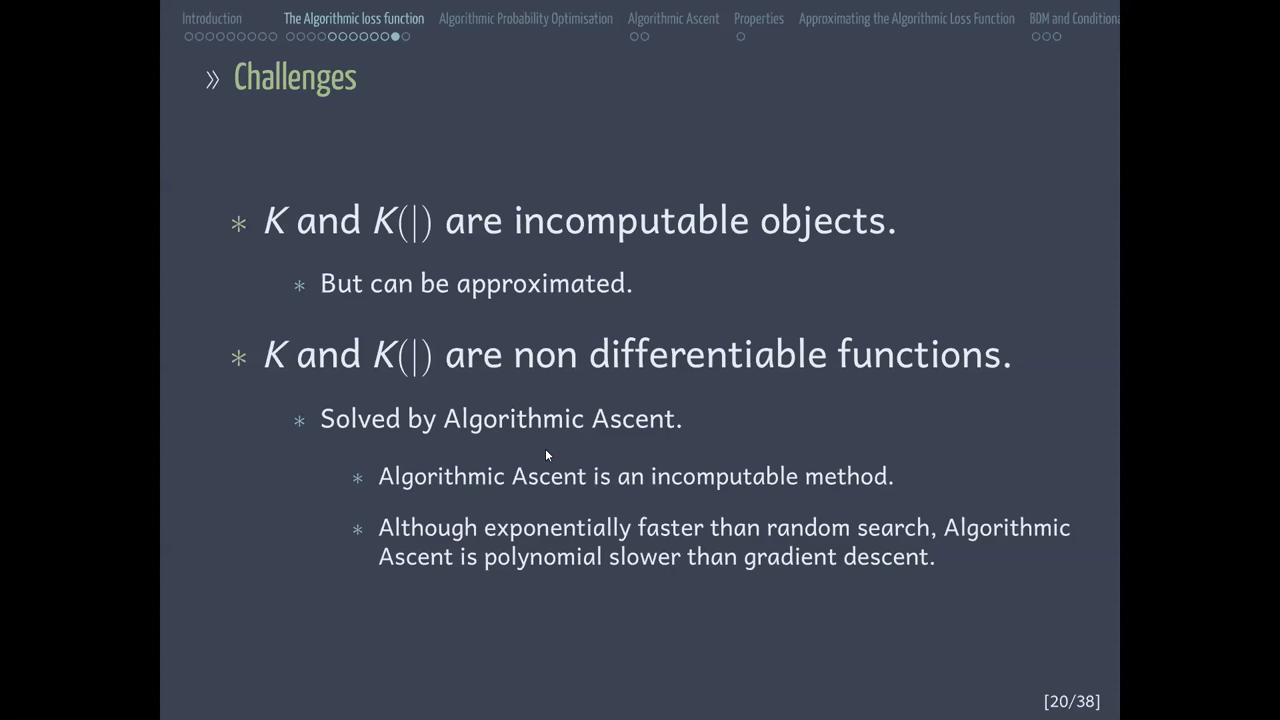 Introduction The Algorithmic loss function Algorithmic Probability Optimisation Algorithmic Ascent Properties Approximating the Algorithmic Loss Function BDM and Conditiona
» Challenges
* K and K(|) are incomputable objects.
* But can be approximated.
* K and K(|) are non differentiable functions.
* Solved by Algorithmic Ascent.
* Algorithmic Ascent is an incomputable method.
* Although exponentially faster than random search, Algorithmic
Ascent is polynomial slower than gradient descent.
[20/38]